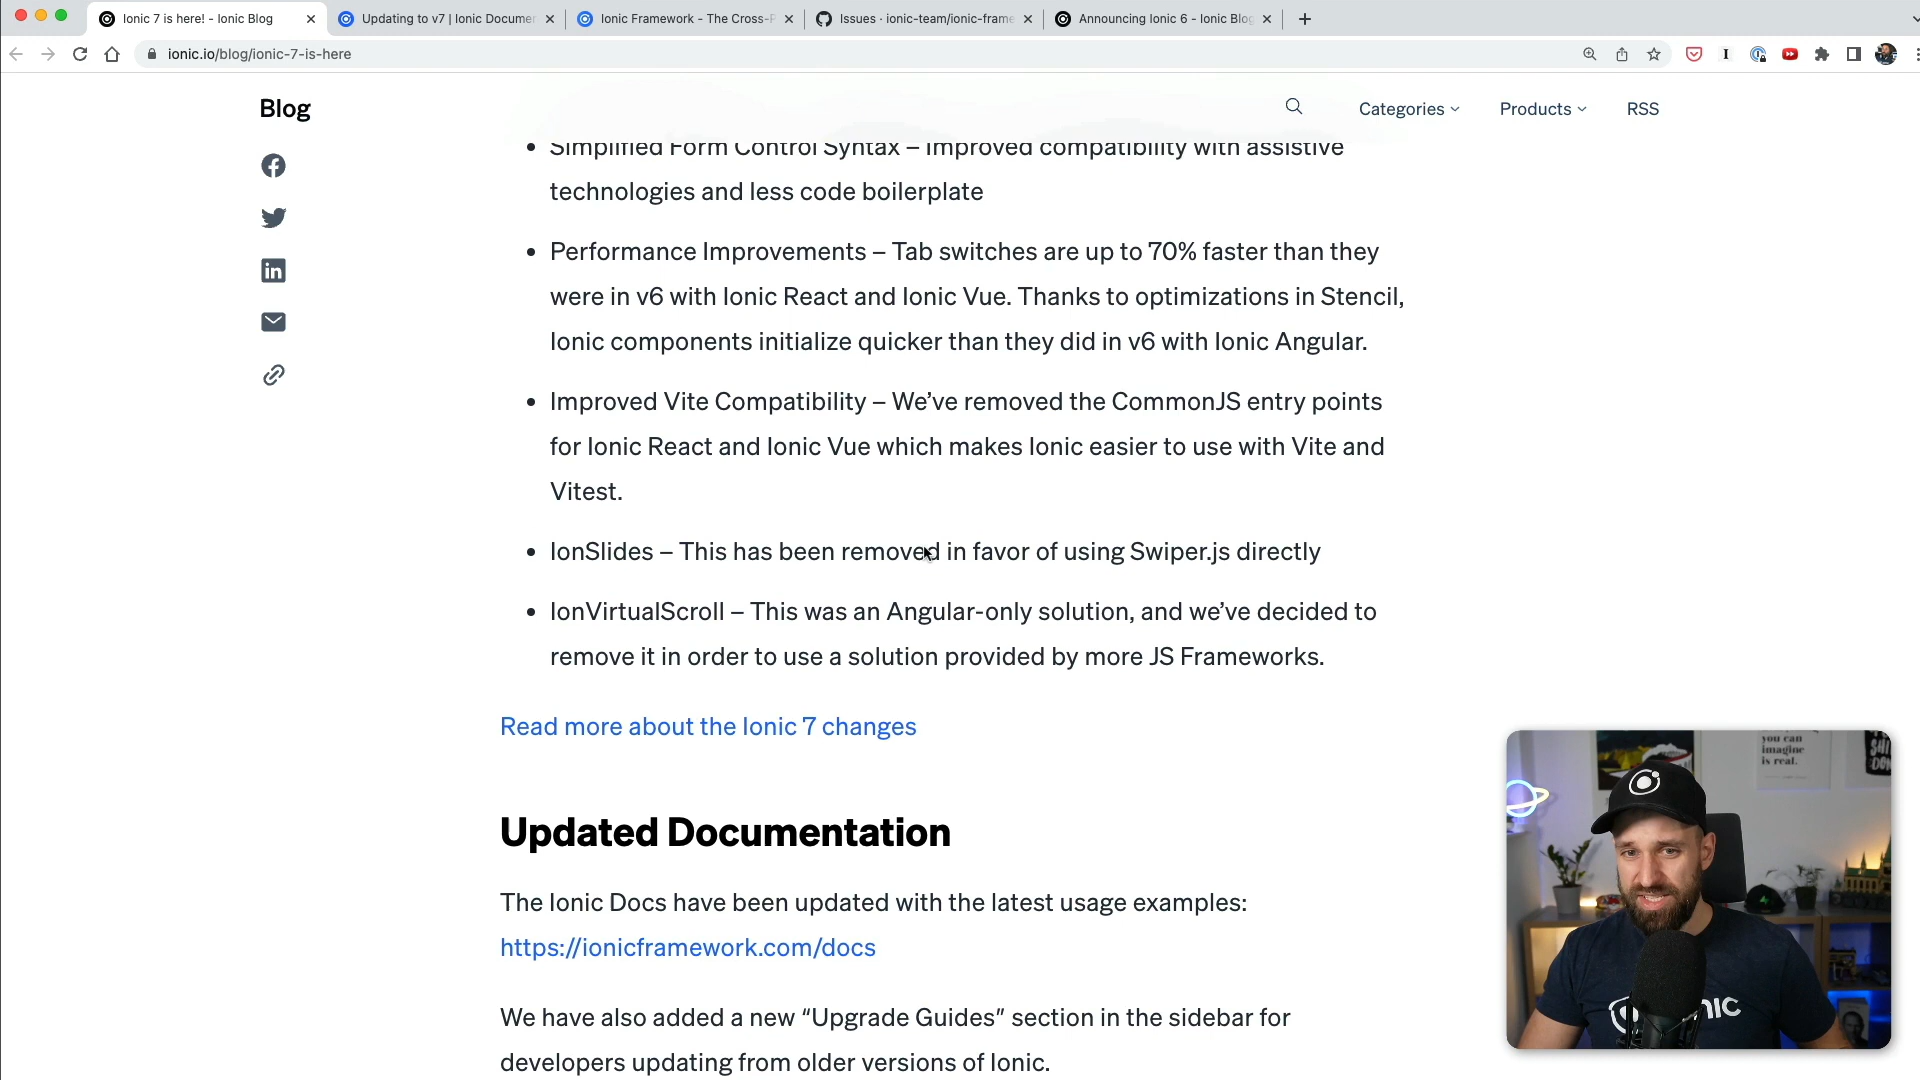 Ionic 7 is here! - Ionic Blog
Updating to v7 | Ionic Documen
Ionic Framework - The Cross-P
Issues · ionic-team/ionic-frame
Announcing Ionic 6 - Ionic Blog
ionic.io/blog/ionic-7-is-here
Blog
Categories
Products
RSS
• Simplified Form Control Syntax – Improved compatibility with assistive
technologies and less code boilerplate
• Performance Improvements – Tab switches are up to 70% faster than they
were in v6 with Ionic React and Ionic Vue. Thanks to optimizations in Stencil,
Ionic components initialize quicker than they did in v6 with Ionic Angular.
• Improved Vite Compatibility – We’ve removed the CommonJS entry points
for Ionic React and Ionic Vue which makes Ionic easier to use with Vite and
Vitest.
• IonSlides – This has been removed in favor of using Swiper.js directly
• IonVirtualScroll – This was an Angular-only solution, and we’ve decided to
remove it in order to use a solution provided by more JS Frameworks.
Read more about the Ionic 7 changes
Updated Documentation
The Ionic Docs have been updated with the latest usage examples:
https://ionicframework.com/docs
We have also added a new “Upgrade Guides” section in the sidebar for
developers updating from older versions of Ionic.
you can
imagine
is real.